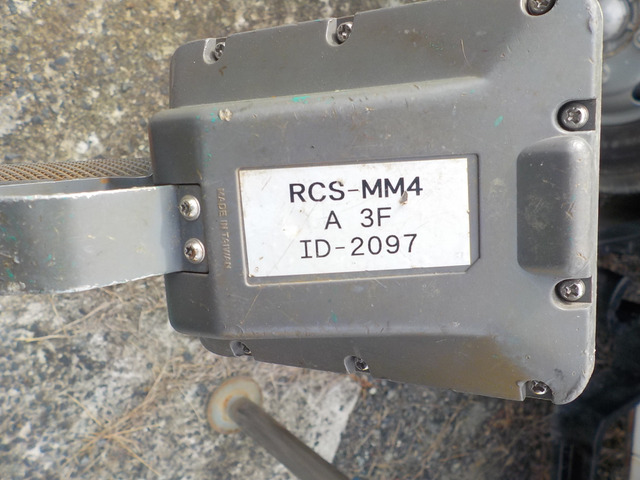 RCS-MM4
A 3F
ID-2097
MADE IN TAIWAN